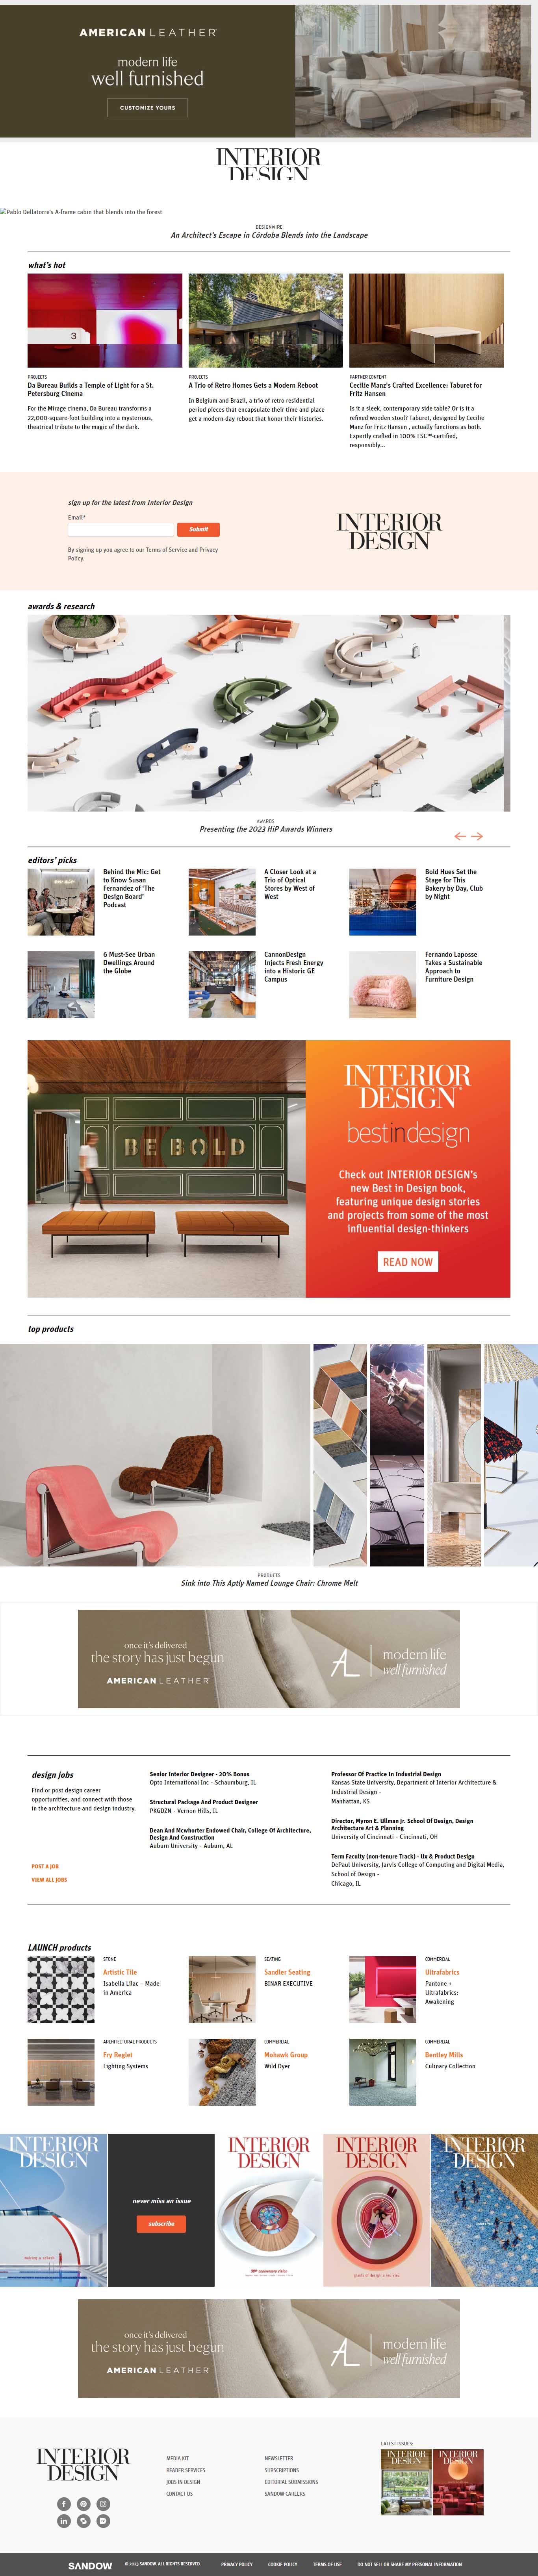 AMERICAN LEATHER®
modern life
well furnished
CUSTOMIZE YOURS
INTERIOR
DESIGN
Pablo Dellatorre's A-frame cabin that blends into the forest
DESIGNWIRE
An Architect's Escape in Córdoba Blends into the Landscape
what's hot
3
PROJECTS
Da Bureau Builds a Temple of Light for a St.
Petersburg Cinema
For the Mirage cinema, Da Bureau transforms a
22,000-square-foot building into a mysterious,
theatrical tribute to the magic of the dark.
PROJECTS
A Trio of Retro Homes Gets a Modern Reboot
In Belgium and Brazil, a trio of retro residential
period pieces that encapsulate their time and place
get a modern-day reboot that honor their histories.
PARTNER CONTENT
Cecilie Manz's Crafted Excellence: Taburet for
Fritz Hansen
Is it a sleek, contemporary side table? Or is it a
refined wooden stool? Taburet, designed by Cecilie
Manz for Fritz Hansen , actually functions as both.
Expertly crafted in 100% FSC™-certified,
responsibly...
sign up for the latest from Interior Design
Email*
Submit
By signing up you agree to our Terms of Service and Privacy
Policy.
INTERIOR
DESIGN
awards & research
AWARDS
Presenting the 2023 HiP Awards Winners
editors' picks
Behind the Mic: Get
to Know Susan
Fernandez of 'The
Design Board'
Podcast
A Closer Look at a
Trio of Optical
Stores by West of
West
Bold Hues Set the
Stage for This
Bakery by Day, Club
by Night
6 Must-See Urban
Dwellings Around
the Globe
CannonDesign
Injects Fresh Energy
into a Historic GE
Campus
Fernando Laposse
Takes a Sustainable
Approach to
Furniture Design
BE BOLD
INTERIOR
DESIGN®
bestindesign
Check out INTERIOR DESIGN's
new Best in Design book,
featuring unique design stories
and projects from some of the most
influential design-thinkers
READ NOW
top products
PRODUCTS
Sink into This Aptly Named Lounge Chair: Chrome Melt
once it's delivered
the story has just begun
AMERICAN LEATHER
AL
modern life
well furnished
design jobs
Find or post design career
opportunities, and connect with those
in the architecture and design industry.
POST A JOB
VIEW ALL JOBS
Senior Interior Designer - 20% Bonus
Opto International Inc - Schaumburg, IL
Structural Package And Product Designer
PKGDZN - Vernon Hills, IL
Dean And Mcwhorter Endowed Chair, College Of Architecture,
Design And Construction
Auburn University - Auburn, AL
Professor Of Practice In Industrial Design
Kansas State University, Department of Interior Architecture &
Industrial Design -
Manhattan, KS
Director, Myron E. Ullman Jr. School Of Design, Design
Architecture Art & Planning
University of Cincinnati - Cincinnati, OH
Term Faculty (non-tenure Track) - Ux & Product Design
DePaul University, Jarvis College of Computing and Digital Media,
School of Design -
Chicago, IL
LAUNCH products
STONE
Artistic Tile
Isabella Lilac – Made
in America
SEATING
Sandler Seating
BINAR EXECUTIVE
COMMERCIAL
Ultrafabrics
Pantone +
Ultrafabrics:
Awakening
ARCHITECTURAL PRODUCTS
Fry Reglet
Lighting Systems
COMMERCIAL
Mohawk Group
Wild Dyer
COMMERCIAL
Bentley Mills
Culinary Collection
INTERIOR
DESIGN
making a splash
never miss an issue
subscribe
INTERIOR
DESIGN
INTERIOR
DESIGN
giants of design: a new view
INTERIOR
DESIGN
once it's delivered
the story has just begun
AMERICAN LEATHER
AL
modern life
well furnished
INTERIOR
DESIGN
MEDIA KIT
READER SERVICES
JOBS IN DESIGN
CONTACT US
NEWSLETTER
SUBSCRIPTIONS
EDITORIAL SUBMISSIONS
SANDOW CAREERS
LATEST ISSUES:
INTERIOR
DESIGN
INTERIOR
DESIGN
SANDOW
© 2023 SANDOW. ALL RIGHTS RESERVED.
PRIVACY POLICY
COOKIE POLICY
TERMS OF USE
DO NOT SELL OR SHARE MY PERSONAL INFORMATION